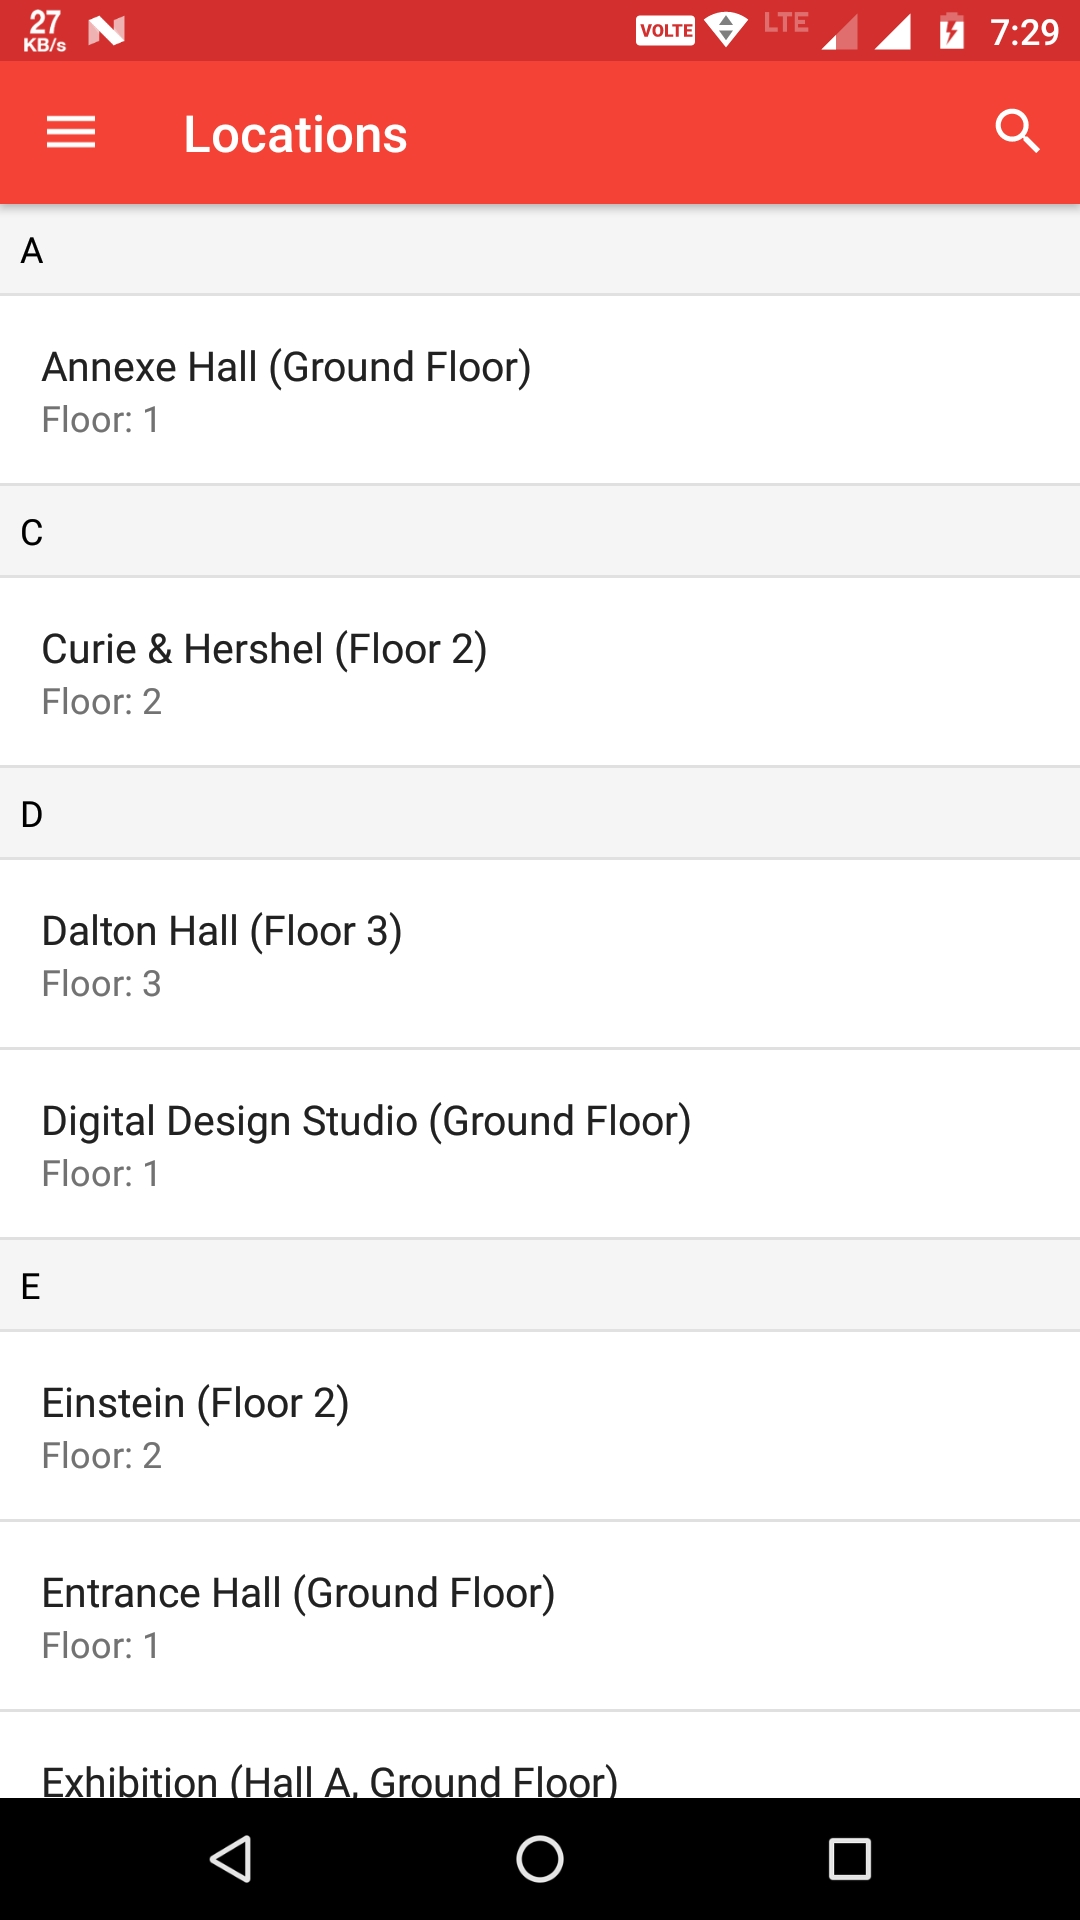 27
KB/s
VOLTE
LTE
7:29
Locations
A
Annexe Hall (Ground Floor)
Floor: 1
C
Curie & Hershel (Floor 2)
Floor: 2
D
Dalton Hall (Floor 3)
Floor: 3
Digital Design Studio (Ground Floor)
Floor: 1
E
Einstein (Floor 2)
Floor: 2
Entrance Hall (Ground Floor)
Floor: 1
Exhibition (Hall A, Ground Floor)